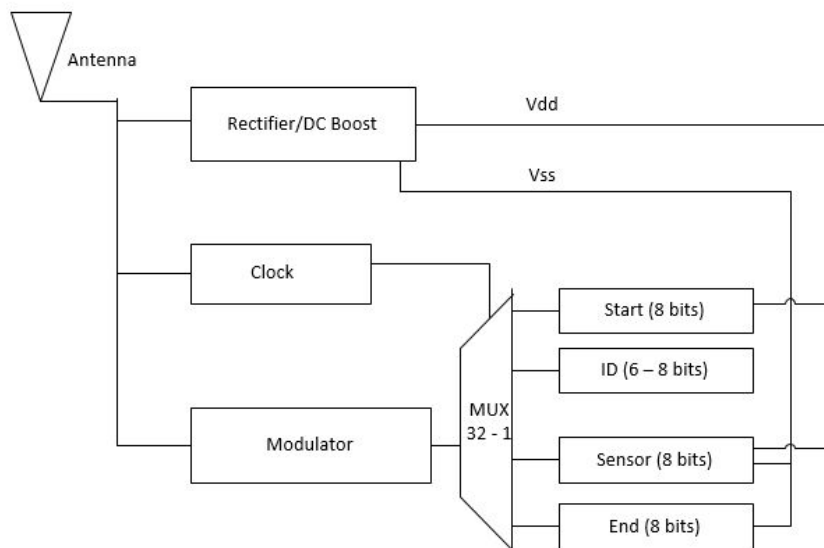 Antenna
Rectifier/DC Boost
Vdd
Vss
Clock
Start (8 bits)
ID (6 – 8 bits)
MUX
32 - 1
Modulator
Sensor (8 bits)
End (8 bits)